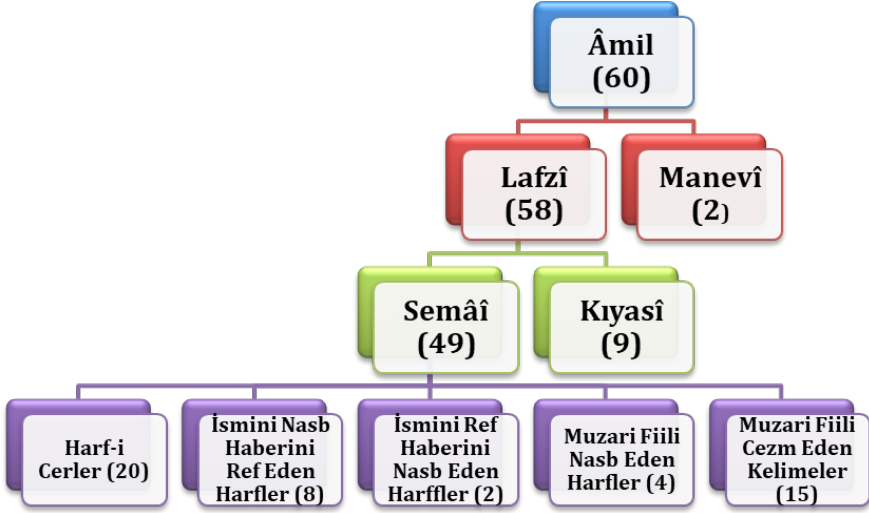 Âmil
(60)
Lafzî
(58)
Manevî
(2)
Semâî
(49)
Kıyasî
(9)
Harf-i
Cerler (20)
İsmini Nasb
Haberini
Ref Eden
Harfler (8)
İsmini Ref
Haberini
Nasb Eden
Harffler (2)
Muzari Fiili
Nasb Eden
Harfler (4)
Muzari Fiili
Cezm Eden
Kelimeler
(15)